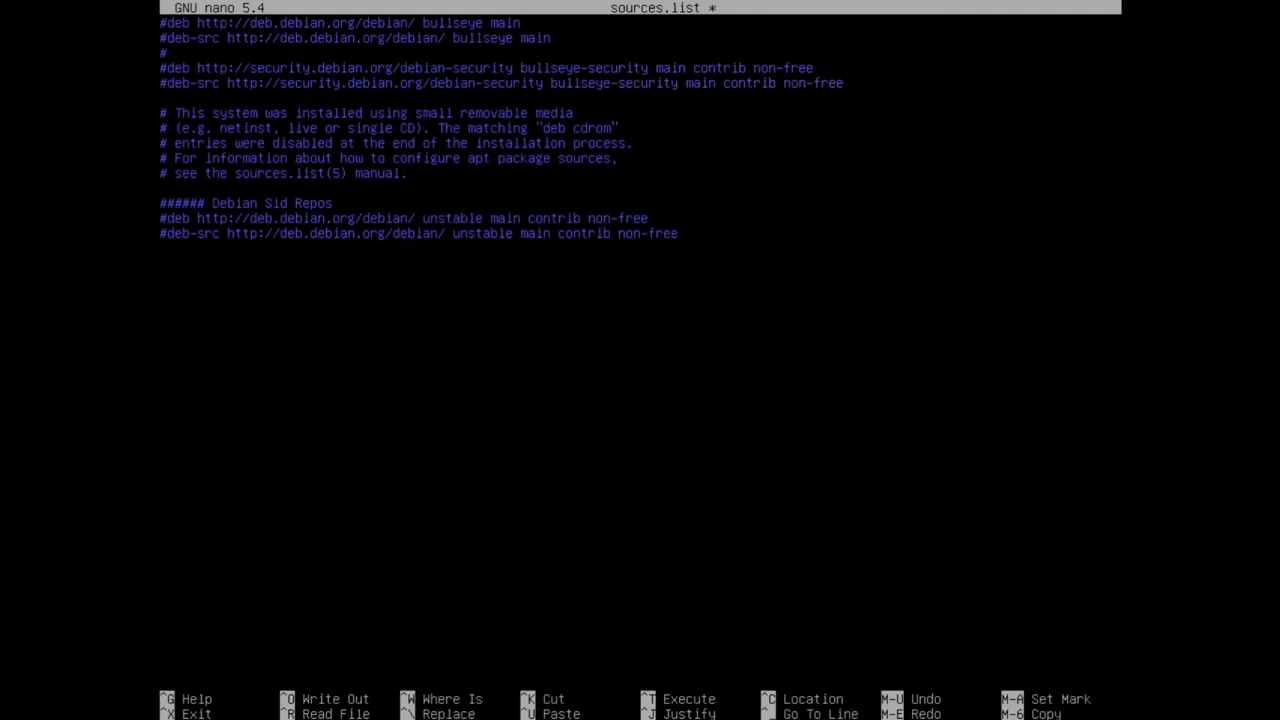 GNU nano 5.4 sources.list *
#deb http://deb.debian.org/debian/ bullseye main
#deb-src http://deb.debian.org/debian/ bullseye main
#
#deb http://security.debian.org/debian-security bullseye-security main contrib non-free
#deb-src http://security.debian.org/debian-security bullseye-security main contrib non-free
# This system was installed using small removable media
# (e.g. netinst, live or single CD). The matching "deb cdrom"
# entries were disabled at the end of the installation process.
# For information about how to configure apt package sources,
# see the sources.list(5) manual.
###### Debian Sid Repos
#deb http://deb.debian.org/debian/ unstable main contrib non-free
#deb-src http://deb.debian.org/debian/ unstable main contrib non-free
^G Help ^O Write Out ^W Where Is ^K Cut ^T Execute ^C Location M-U Undo M-A Set Mark
^X Exit ^R Read File ^\ Replace ^U Paste ^J Justify ^_ Go To Line M-E Redo M-6 Copy